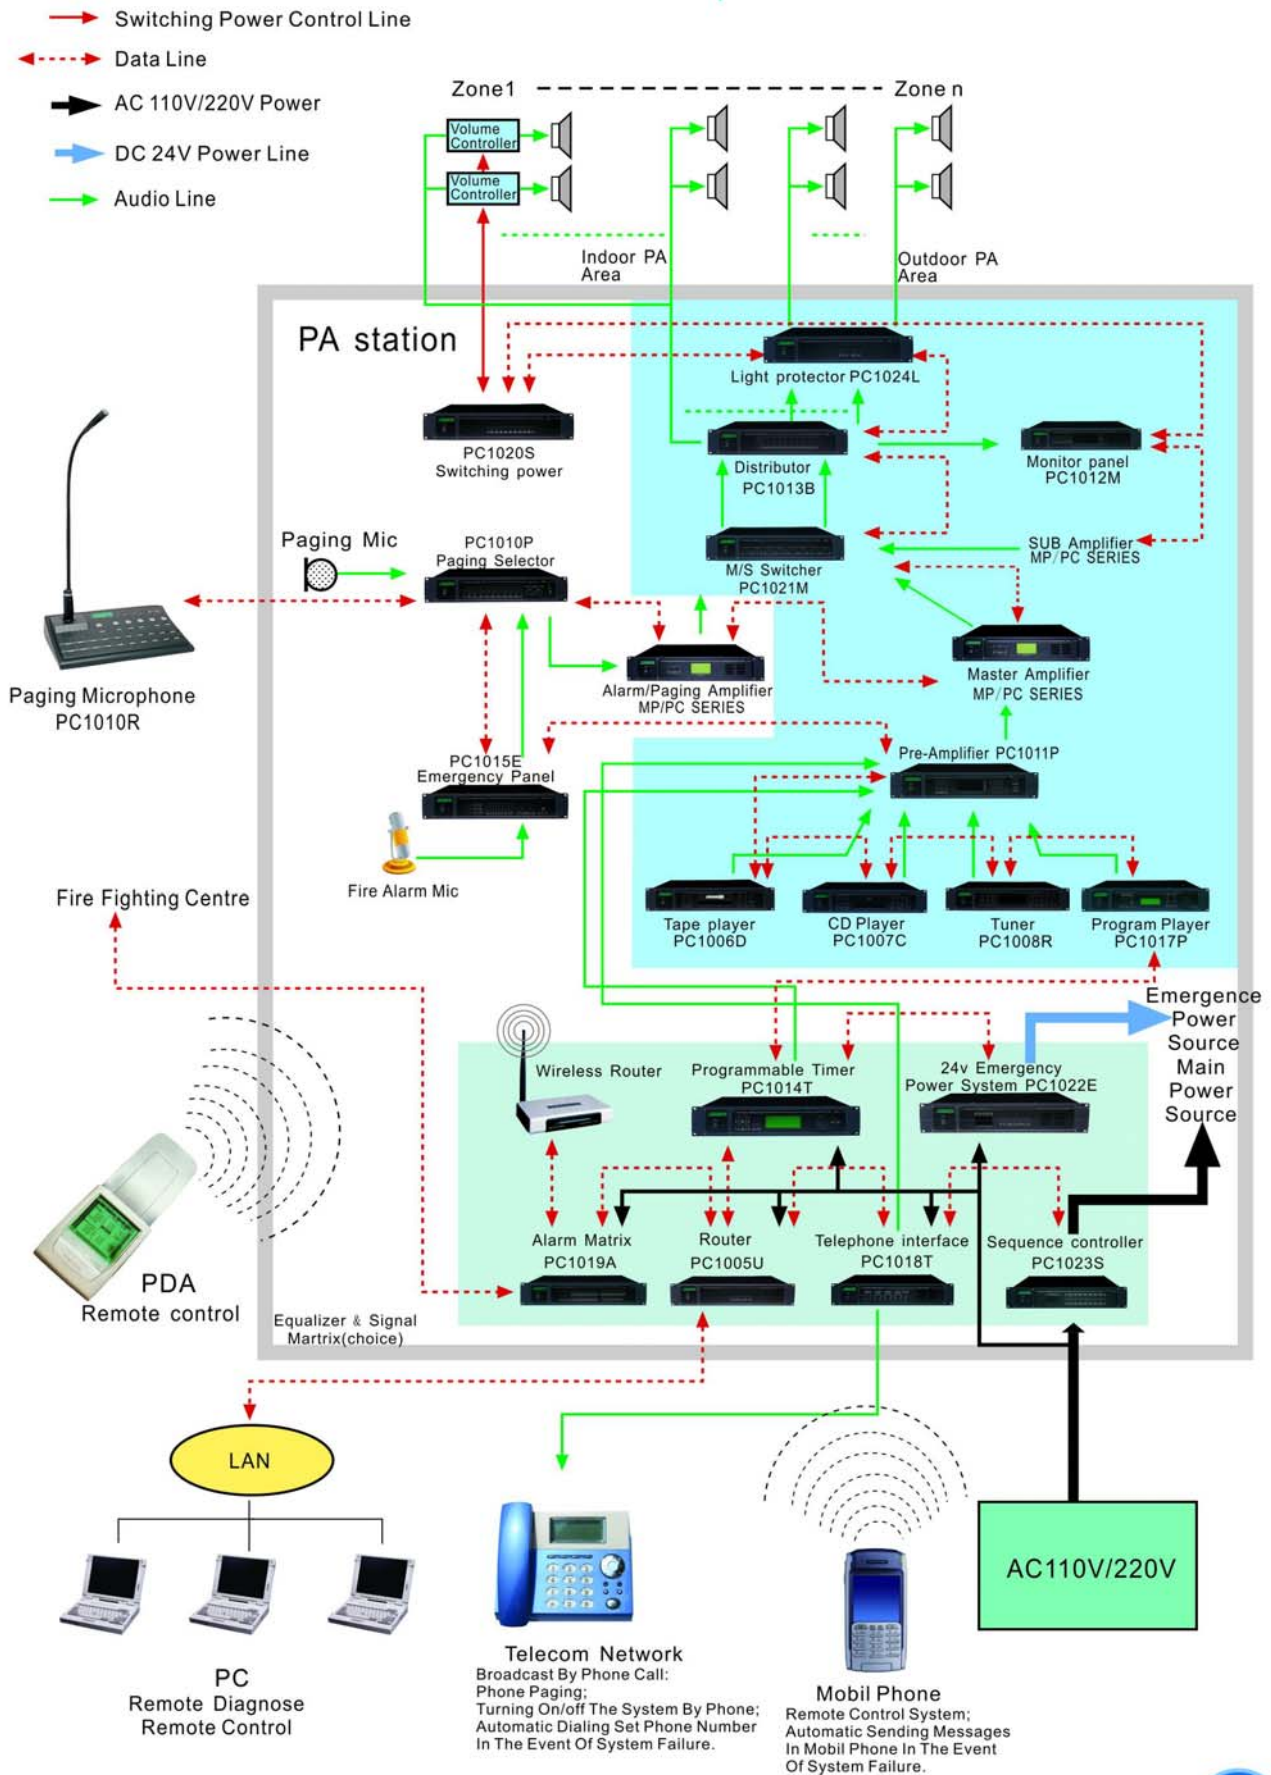 Switching Power Control Line
Data Line
AC 110V/220V Power
DC 24V Power Line
Audio Line
Zone1
Zone n
Volume
Controller
Volume
Controller
Indoor PA
Area
Outdoor PA
Area
PA station
Light protector PC1024L
PC1020S
Switching power
Distributor
PC1013B
Monitor panel
PC1012M
Paging Mic
PC1010P
Paging Selector
M/S Switcher
PC1021M
SUB Amplifier
MP/PC SERIES
Paging Microphone
PC1010R
Alarm/Paging Amplifier
MP/PC SERIES
Master Amplifier
MP/PC SERIES
PC1015E
Emergency Panel
Pre-Amplifier PC1011P
Fire Alarm Mic
Fire Fighting Centre
Tape player
PC1006D
CD Player
PC1007C
Tuner
PC1008R
Program Player
PC1017P
Emergence
Power
Source
Main
Power
Source
Wireless Router
Programmable Timer
PC1014T
24v Emergency
Power System PC1022E
Alarm Matrix
PC1019A
Router
PC1005U
Telephone interface
PC1018T
Sequence controller
PC1023S
PDA
Remote control
Equalizer & Signal
Martrix(choice)
LAN
AC110V/220V
PC
Remote Diagnose
Remote Control
Telecom Network
Broadcast By Phone Call:
Phone Paging;
Turning On/off The System By Phone;
Automatic Dialing Set Phone Number
In The Event Of System Failure.
Mobil Phone
Remote Control System;
Automatic Sending Messages
In Mobil Phone In The Event
Of System Failure.